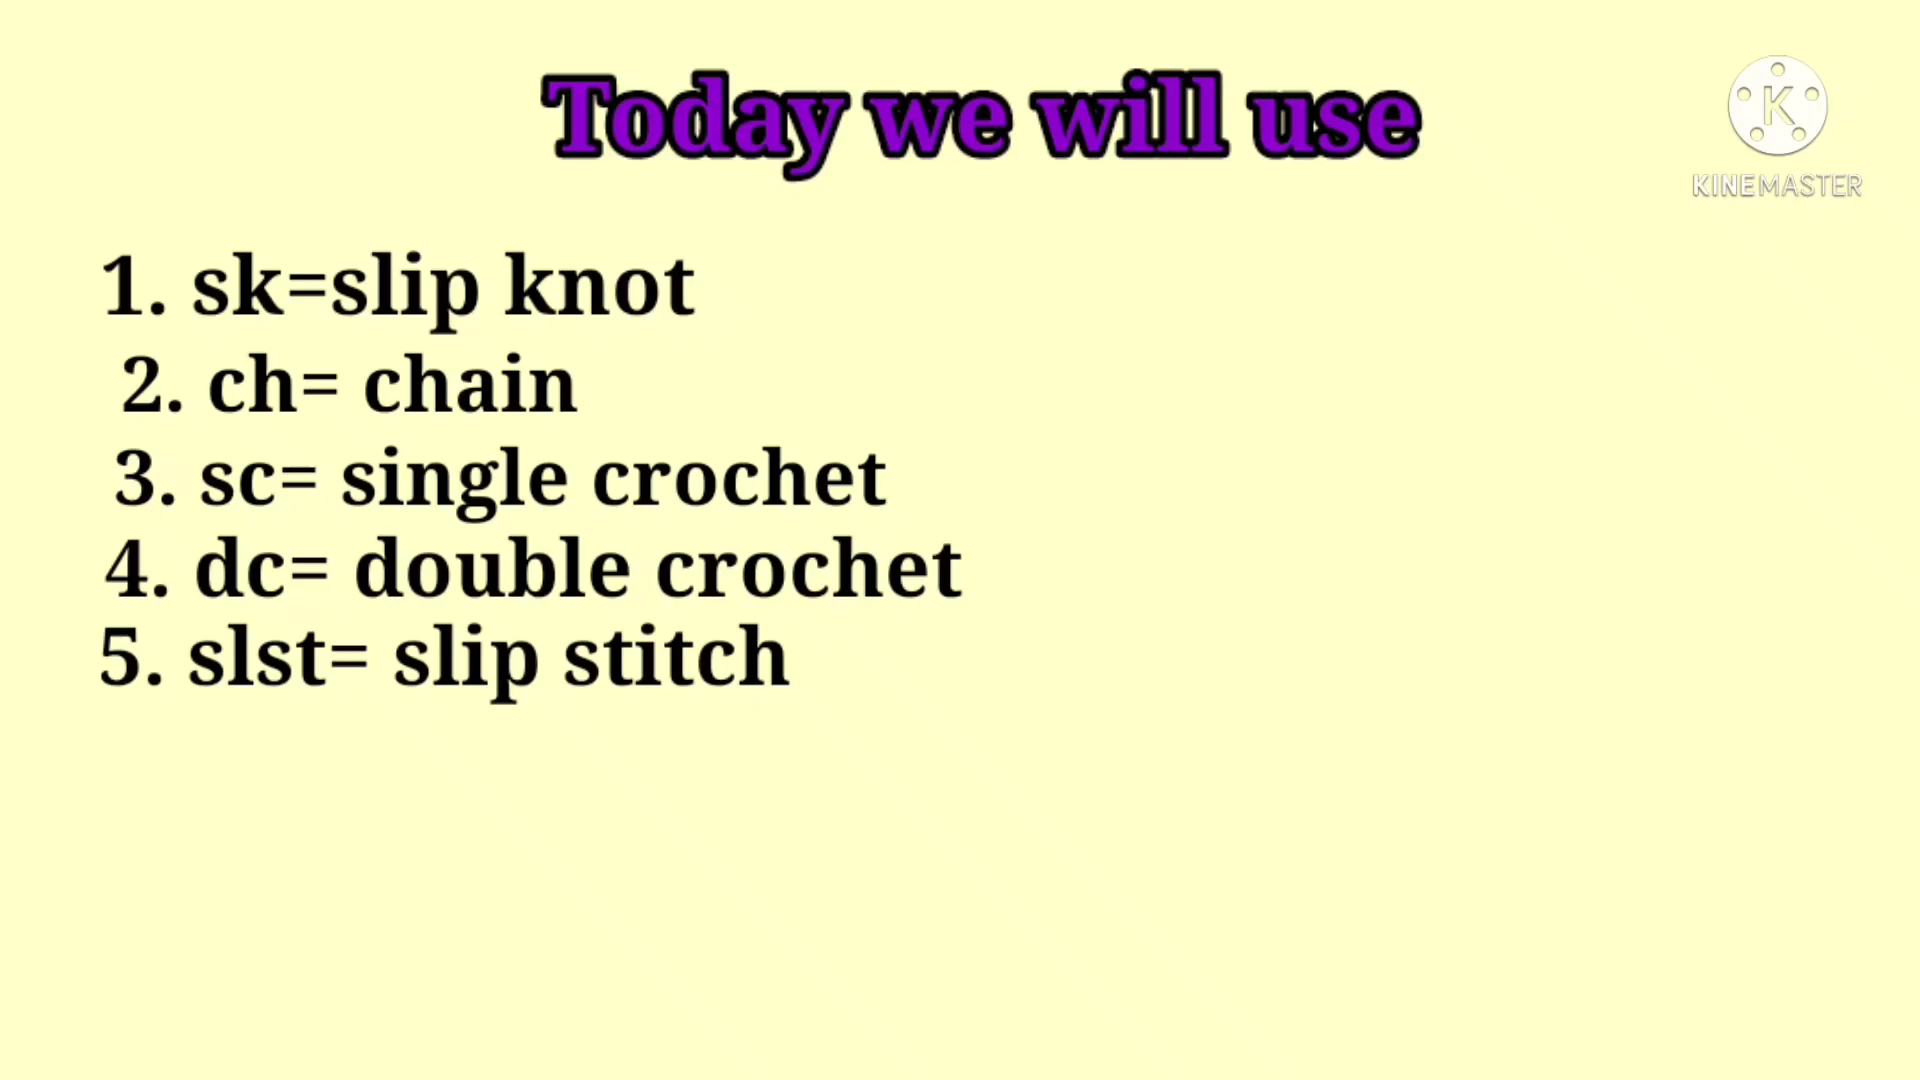 Today we will use
K
KINEMASTER
1. sk=slip knot
2. ch= chain
3. sc= single crochet
4. dc= double crochet
5. slst= slip stitch